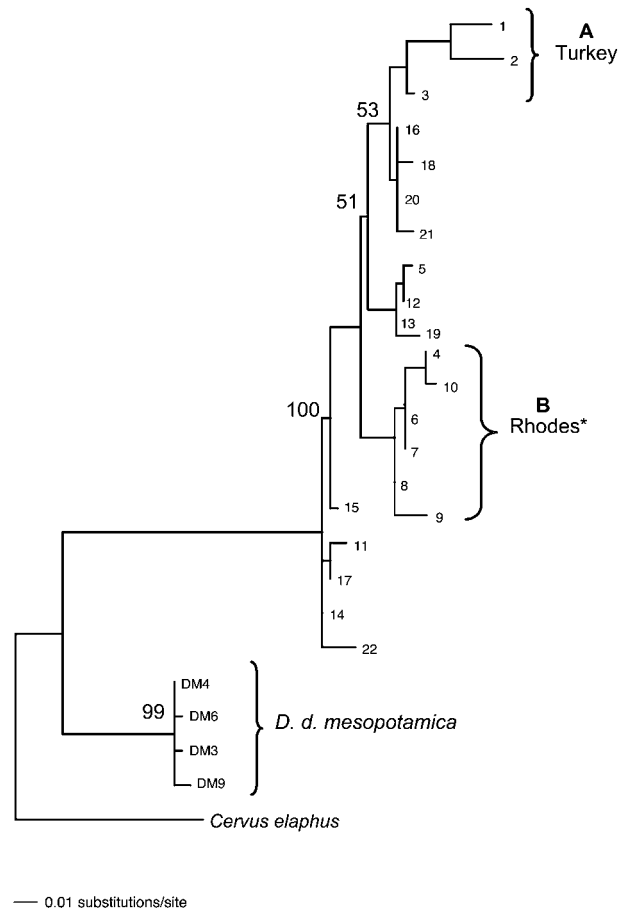 1
A
Turkey
2
3
53
16
18
20
51
21
5
12
13
19
4
10
B
Rhodes*
6
7
100
8
15
9
11
17
14
22
DM4
99
DM6
D. d. mesopotamica
DM3
DM9
Cervus elaphus
0.01 substitutions/site